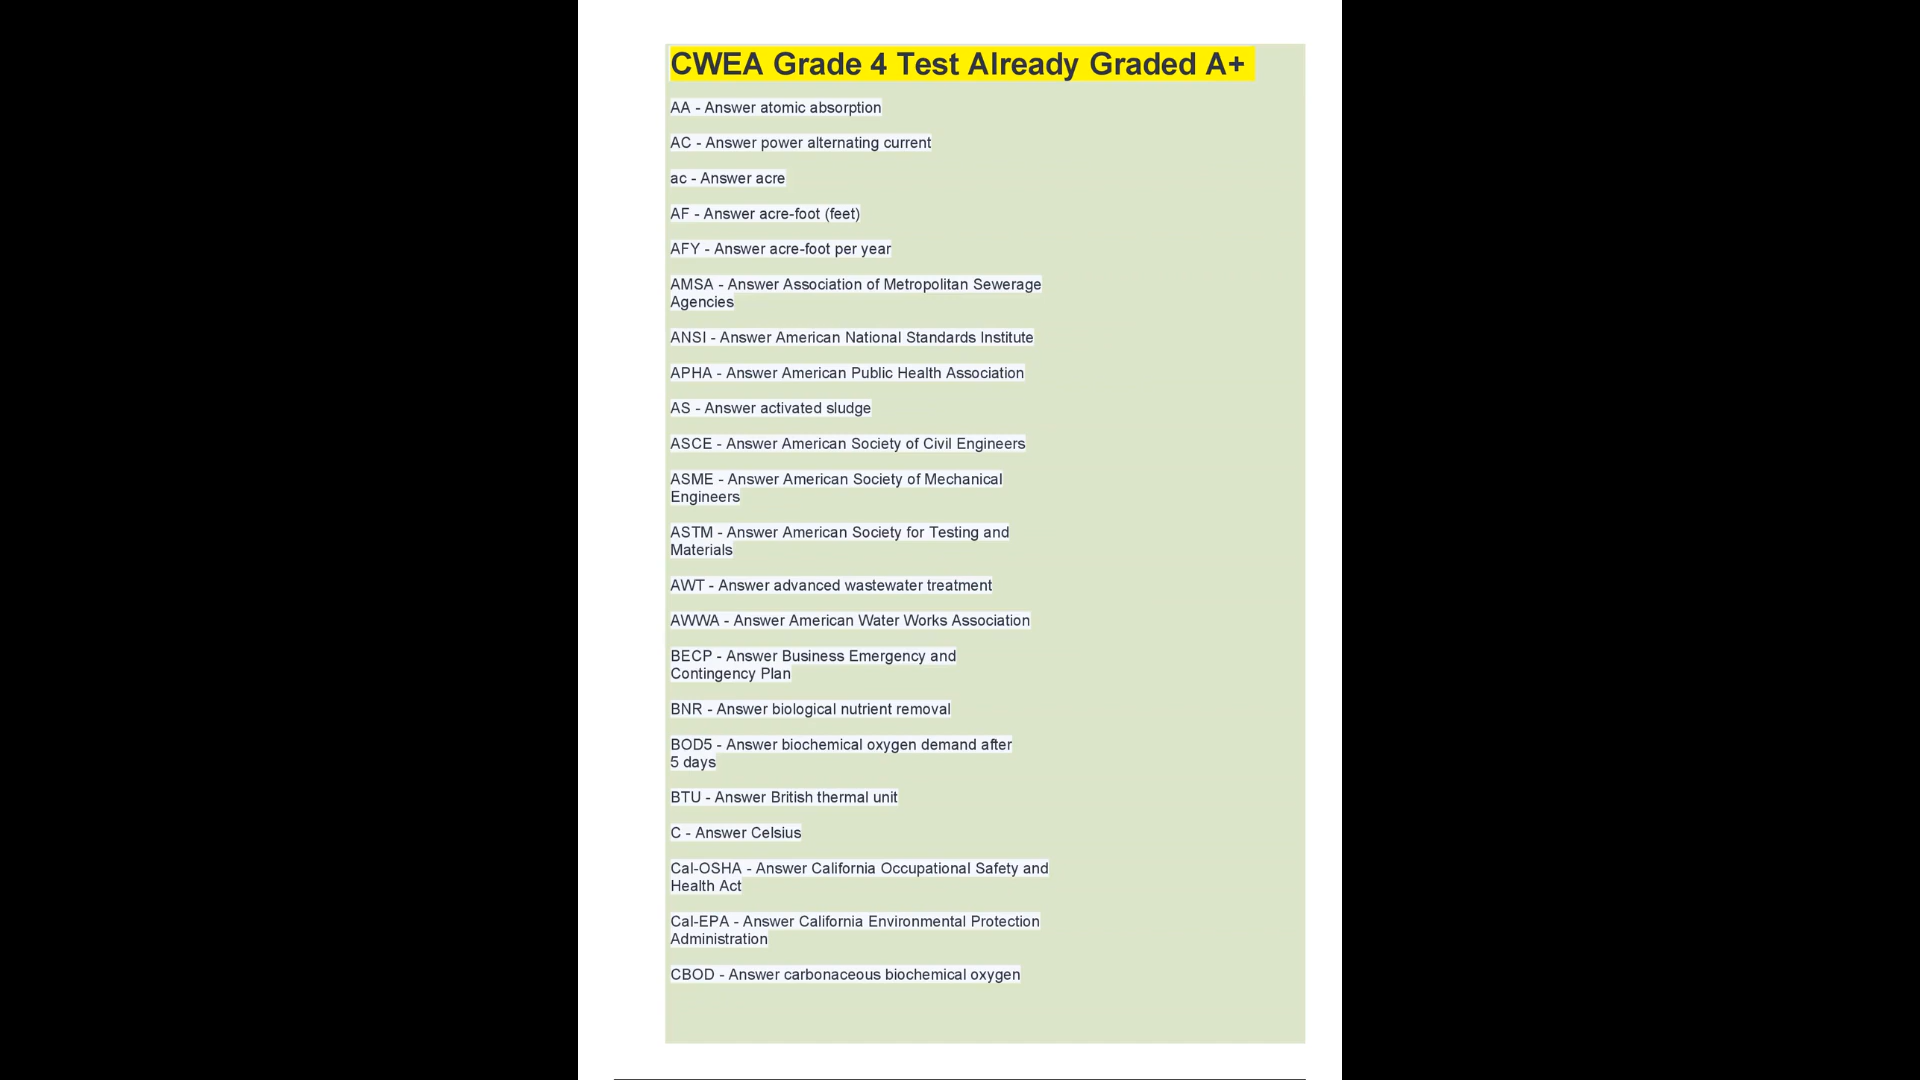 CWEA Grade 4 Test Already Graded A+
AA - Answer atomic absorption
AC - Answer power alternating current
ac - Answer acre
AF - Answer acre-foot (feet)
AFY - Answer acre-foot per year
AMSA - Answer Association of Metropolitan Sewerage
Agencies
ANSI - Answer American National Standards Institute
APHA - Answer American Public Health Association
AS - Answer activated sludge
ASCE - Answer American Society of Civil Engineers
ASME - Answer American Society of Mechanical
Engineers
ASTM - Answer American Society for Testing and
Materials
AWT - Answer advanced wastewater treatment
AWWA - Answer American Water Works Association
BECP - Answer Business Emergency and
Contingency Plan
BNR - Answer biological nutrient removal
BOD5 - Answer biochemical oxygen demand after
5 days
BTU - Answer British thermal unit
C - Answer Celsius
Cal-OSHA - Answer California Occupational Safety and
Health Act
Cal-EPA - Answer California Environmental Protection
Administration
CBOD - Answer carbonaceous biochemical oxygen